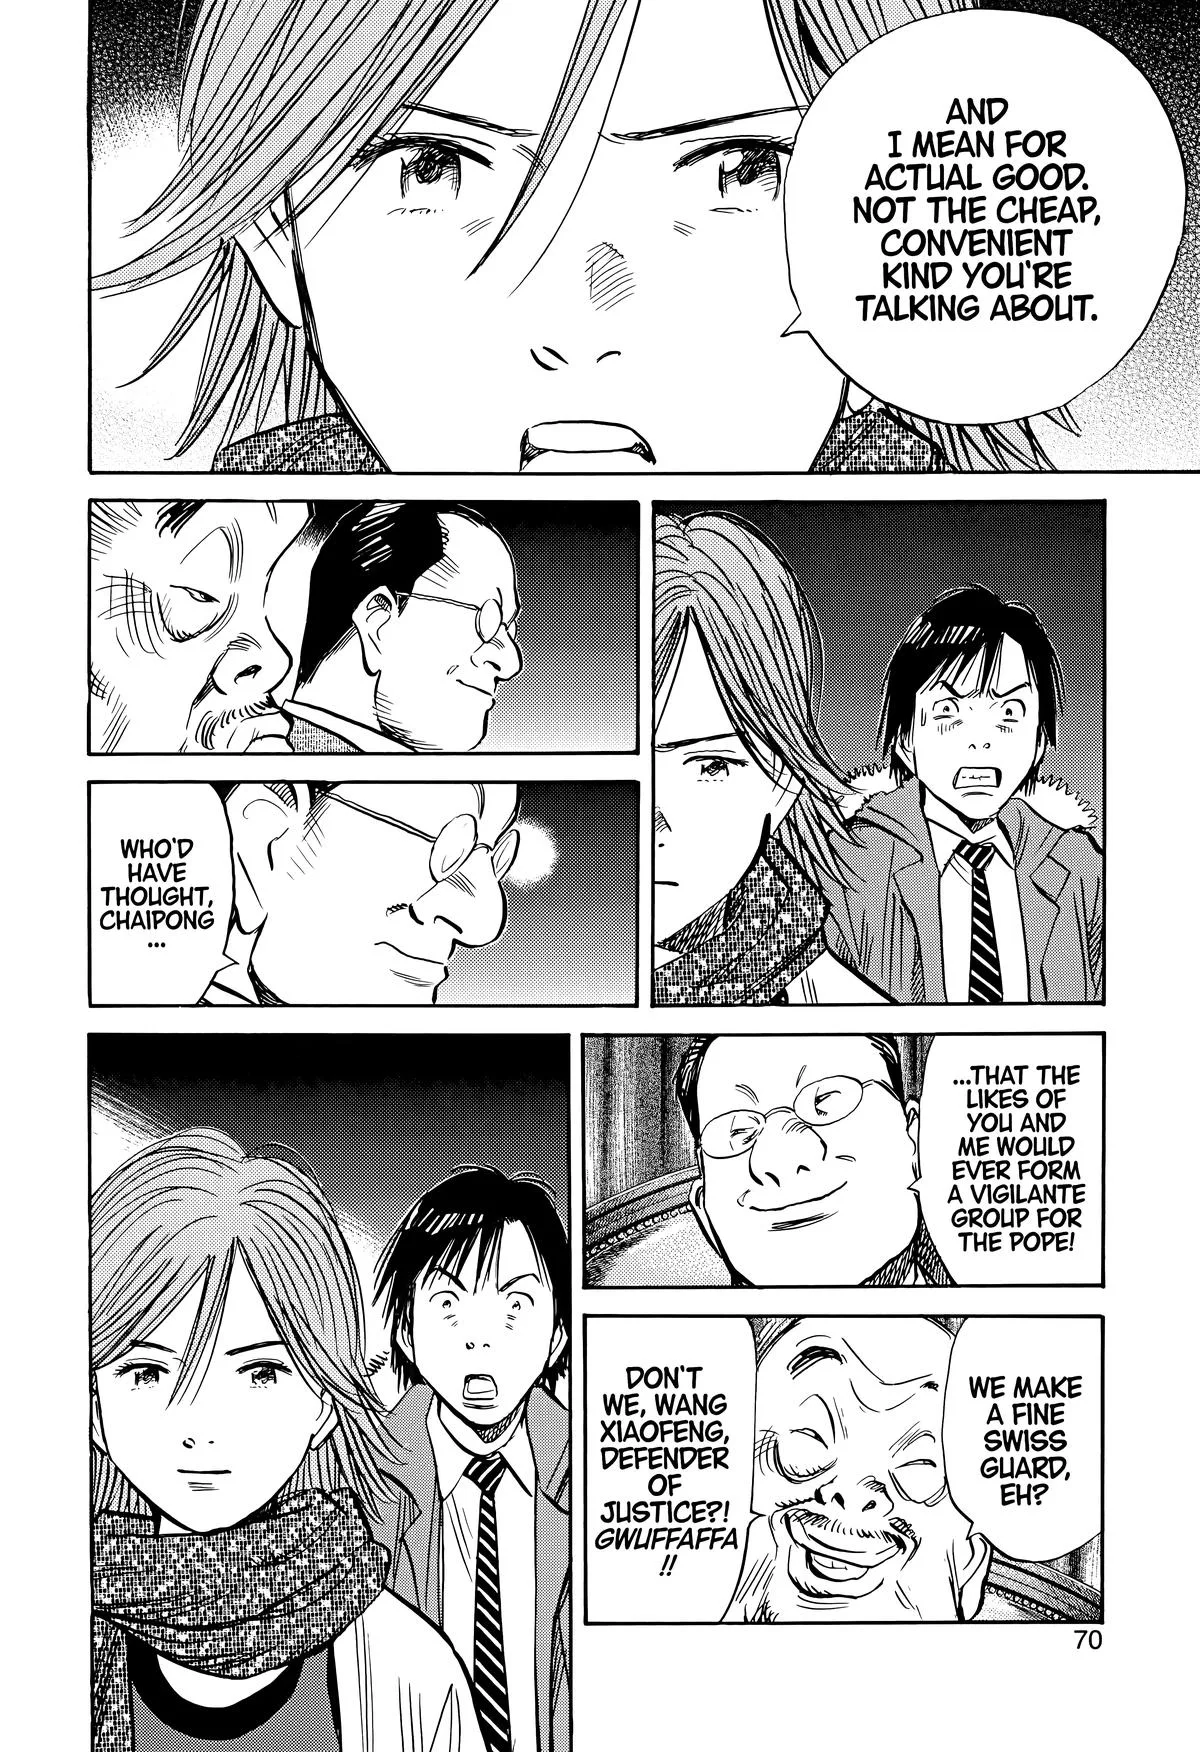 AND
I MEAN FOR
ACTUAL GOOD.
NOT THE CHEAP,
CONVENIENT
KIND YOU'RE
TALKING ABOUT.
WHO'D
HAVE
THOUGHT,
CHAIPONG
...
...THAT THE
LIKES OF
YOU AND
ME WOULD
EVER FORM
A VIGILANTE
GROUP FOR
THE POPE!
WE MAKE
A FINE
SWISS
GUARD,
EH?
DON'T
WE, WANG
XIAOFENG,
DEFENDER
OF
JUSTICE?!
GWUFFAFFA
!!
70